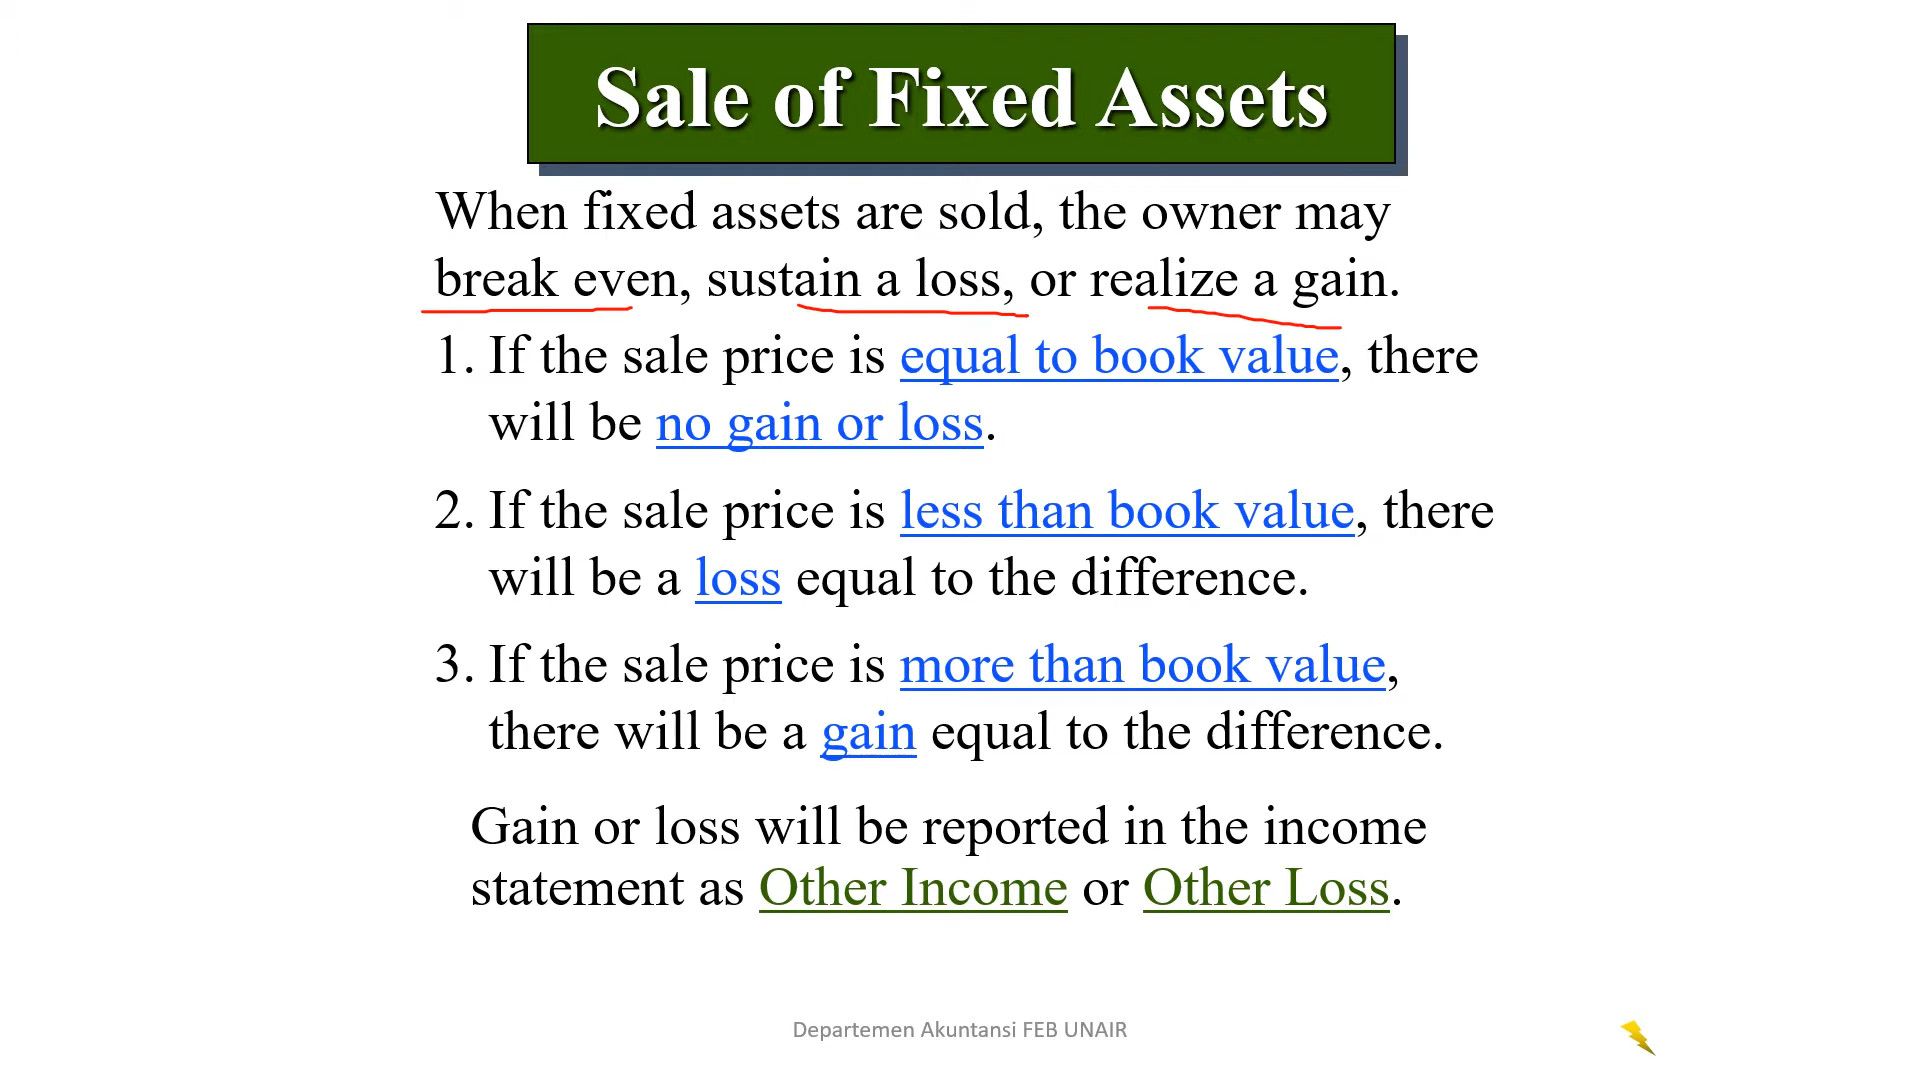 Sale of Fixed Assets
When fixed assets are sold, the owner may
break even, sustain a loss, or realize a gain.
1. If the sale price is equal to book value, there
will be no gain or loss.
2. If the sale price is less than book value, there
will be a loss equal to the difference.
3. If the sale price is more than book value,
there will be a gain equal to the difference.
Gain or loss will be reported in the income
statement as Other Income or Other Loss.
Departemen Akuntansi FEB UNAIR